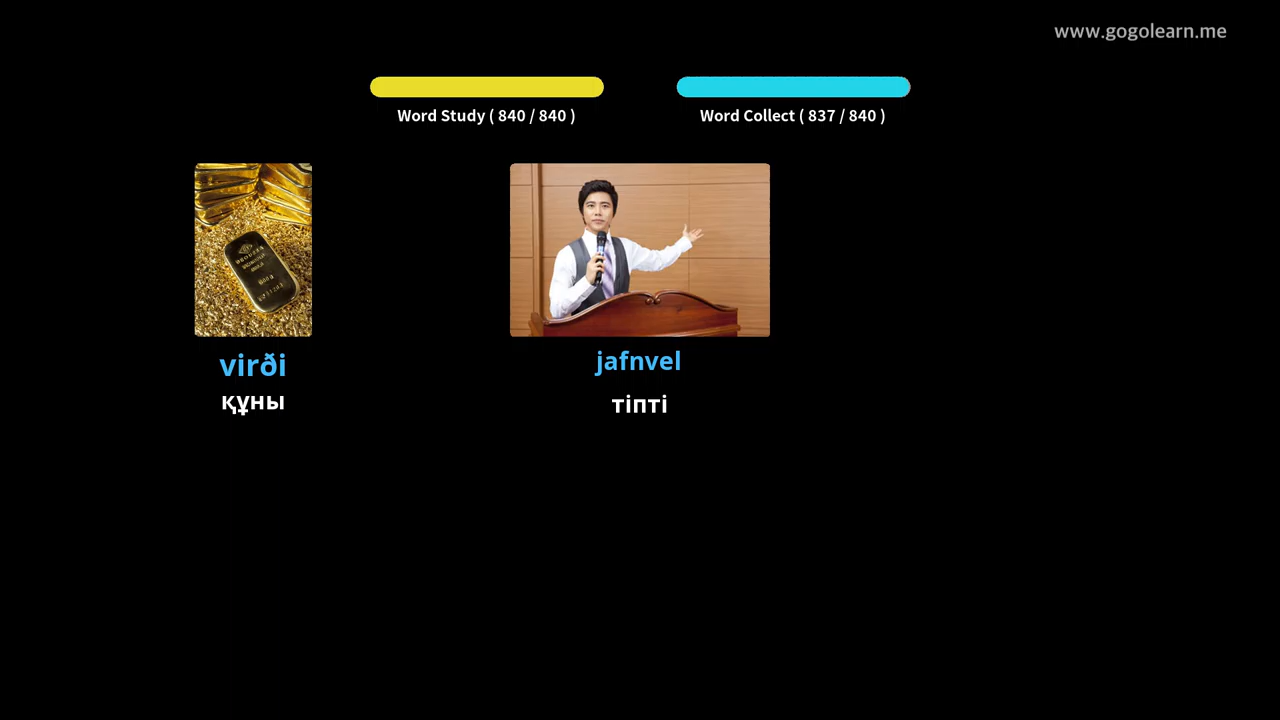 www.gogolearn.me
Word Study ( 840 / 840 )
Word Collect ( 837 / 840 )
virði
құны
jafnvel
тіпті